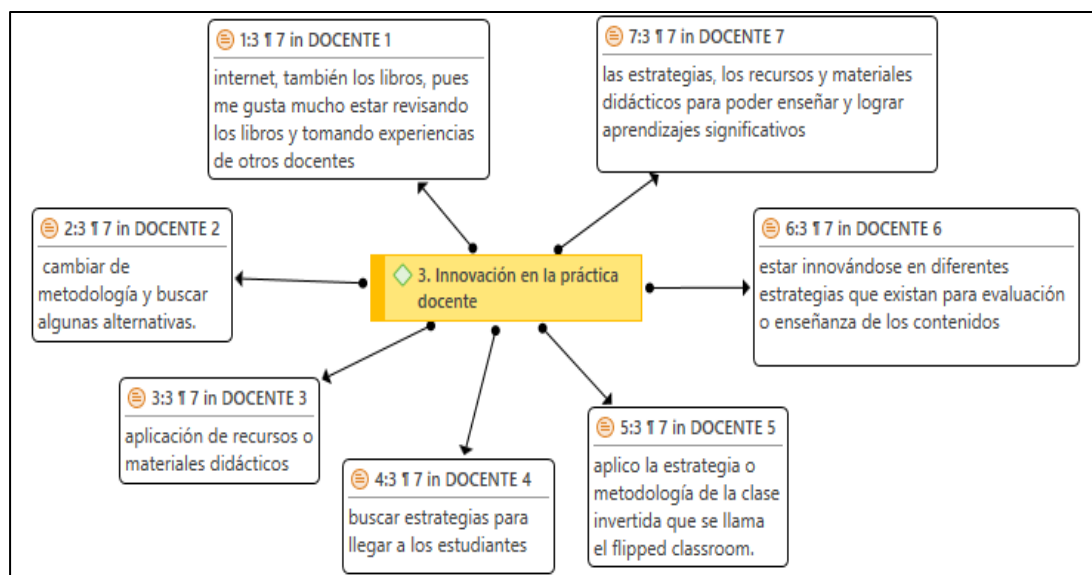 1:3 ¶ 7 in DOCENTE 1
internet, también los libros, pues
me gusta mucho estar revisando
los libros y tomando experiencias
de otros docentes
7:3 ¶ 7 in DOCENTE 7
las estrategias, los recursos y materiales
didácticos para poder enseñar y lograr
aprendizajes significativos
2:3 ¶ 7 in DOCENTE 2
cambiar de
metodología y buscar
algunas alternativas.
3. Innovación en la práctica
docente
6:3 ¶ 7 in DOCENTE 6
estar innovándose en diferentes
estrategias que existan para evaluación
o enseñanza de los contenidos
3:3 ¶ 7 in DOCENTE 3
aplicación de recursos o
materiales didácticos
4:3 ¶ 7 in DOCENTE 4
buscar estrategias para
llegar a los estudiantes
5:3 ¶ 7 in DOCENTE 5
aplico la estrategia o
metodología de la clase
invertida que se llama
el flipped classroom.